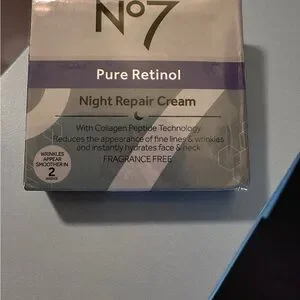 No7
Pure Retinol
Night Repair Cream
With Collagen Peptide Technology
Reduces the appearance of fine lines & wrinkles
and instantly hydrates face & neck
FRAGRANCE FREE
WRINKLES
APPEAR
SMOOTHER IN
2
WEEKS